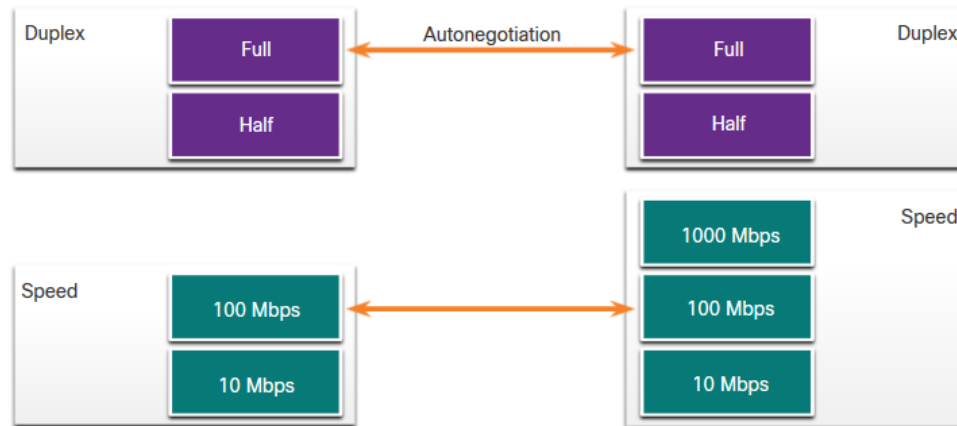 Duplex
Full
Autonegotiation
Full
Duplex
Half
Half
1000 Mbps
Speed
Speed
100 Mbps
100 Mbps
10 Mbps
10 Mbps